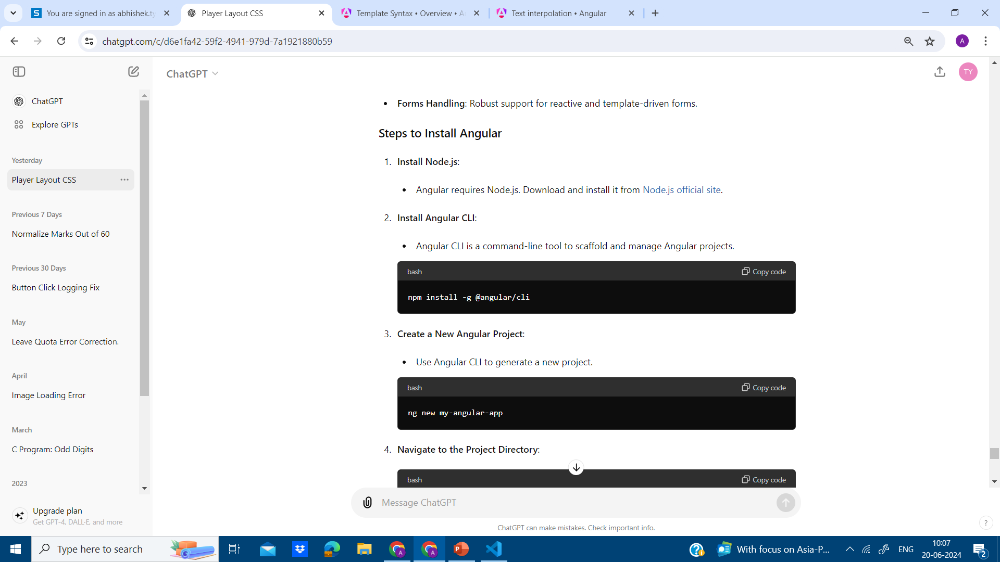 You are signed in as abhishek.ty
Player Layout CSS
Template Syntax • Overview • A
Text interpolation • Angular
chatgpt.com/c/d6e1fa42-59f2-4941-979d-7a1921880b59
A
ChatGPT
TY
ChatGPT
Explore GPTs
Yesterday
Player Layout CSS
Previous 7 Days
Normalize Marks Out of 60
Previous 30 Days
Button Click Logging Fix
May
Leave Quota Error Correction.
April
Image Loading Error
March
C Program: Odd Digits
2023
Upgrade plan
Get GPT-4, DALL·E, and more
• Forms Handling: Robust support for reactive and template-driven forms.
Steps to Install Angular
1. Install Node.js:
• Angular requires Node.js. Download and install it from Node.js official site.
2. Install Angular CLI:
• Angular CLI is a command-line tool to scaffold and manage Angular projects.
bash Copy code
npm install -g @angular/cli
3. Create a New Angular Project:
• Use Angular CLI to generate a new project.
bash Copy code
ng new my-angular-app
4. Navigate to the Project Directory:
bash Copy code
Message ChatGPT
ChatGPT can make mistakes. Check important info.
?
Type here to search
With focus on Asia-P...
ENG
10:07
20-06-2024
2